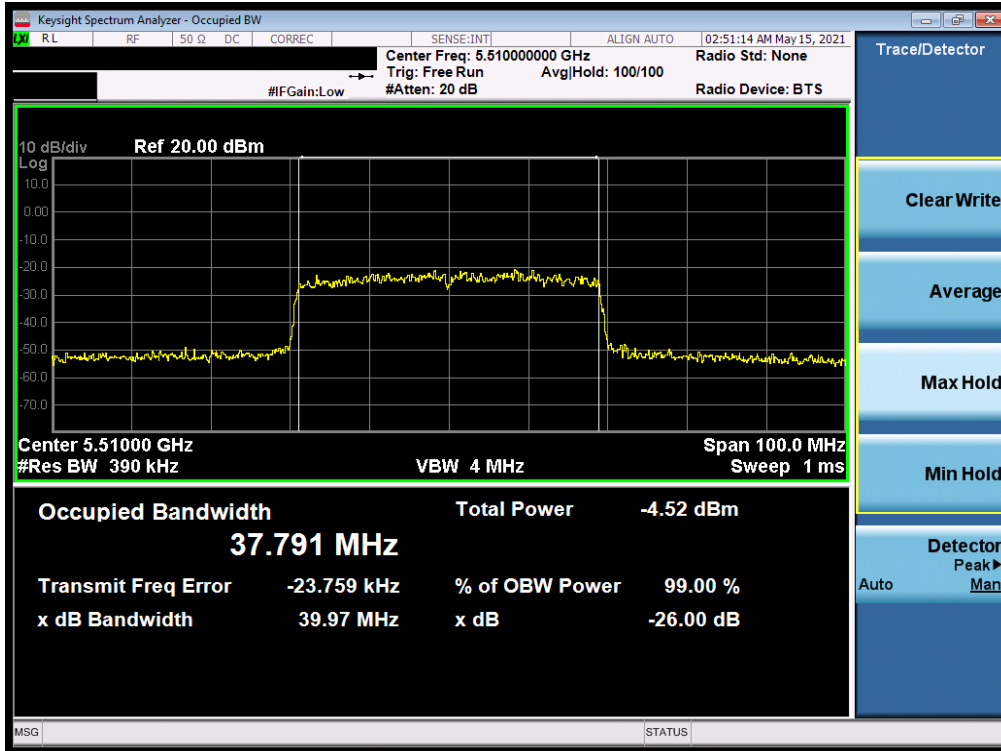 Keysight Spectrum Analyzer - Occupied BW
LXI RL RF 50 Ω DC CORREC SENSE:INT ALIGN AUTO 02:51:14 AM May 15, 2021
Center Freq: 5.510000000 GHz Radio Std: None
Trig: Free Run Avg|Hold: 100/100
#IFGain:Low #Atten: 20 dB Radio Device: BTS
10 dB/div Ref 20.00 dBm
Log
10.0
0.00
-10.0
-20.0
-30.0
-40.0
-50.0
-60.0
-70.0
Center 5.51000 GHz Span 100.0 MHz
#Res BW 390 kHz VBW 4 MHz Sweep 1 ms
Occupied Bandwidth Total Power -4.52 dBm
37.791 MHz
Transmit Freq Error -23.759 kHz % of OBW Power 99.00 %
x dB Bandwidth 39.97 MHz x dB -26.00 dB
MSG STATUS
Trace/Detector
Clear Write
Average
Max Hold
Min Hold
Detector
Peak▶
Auto Man